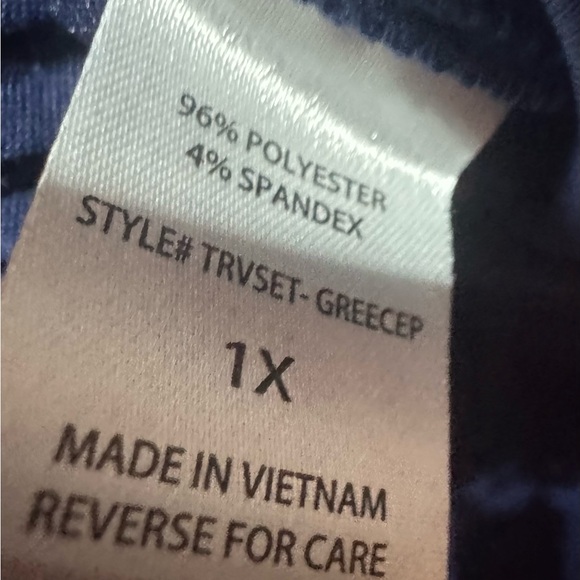 96% POLYESTER
4% SPANDEX
STYLE# TRVSET- GREECEP
1X
MADE IN VIETNAM
REVERSE FOR CARE